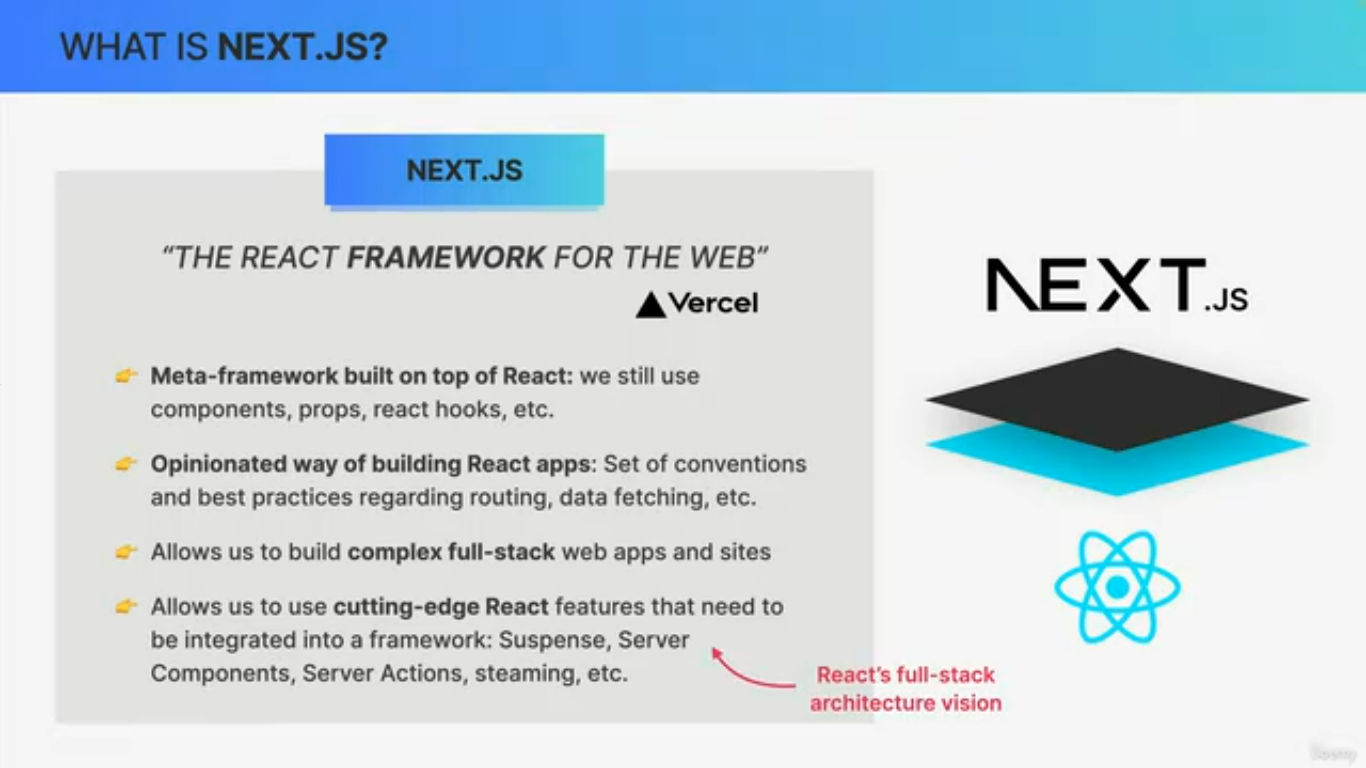 WHAT IS NEXT.JS?
NEXT.JS
“THE REACT FRAMEWORK FOR THE WEB”
Vercel
👉 Meta-framework built on top of React: we still use
components, props, react hooks, etc.
👉 Opinionated way of building React apps: Set of conventions
and best practices regarding routing, data fetching, etc.
👉 Allows us to build complex full-stack web apps and sites
👉 Allows us to use cutting-edge React features that need to
be integrated into a framework: Suspense, Server
Components, Server Actions, steaming, etc.
React’s full-stack
architecture vision
NEXT.JS
Udemy